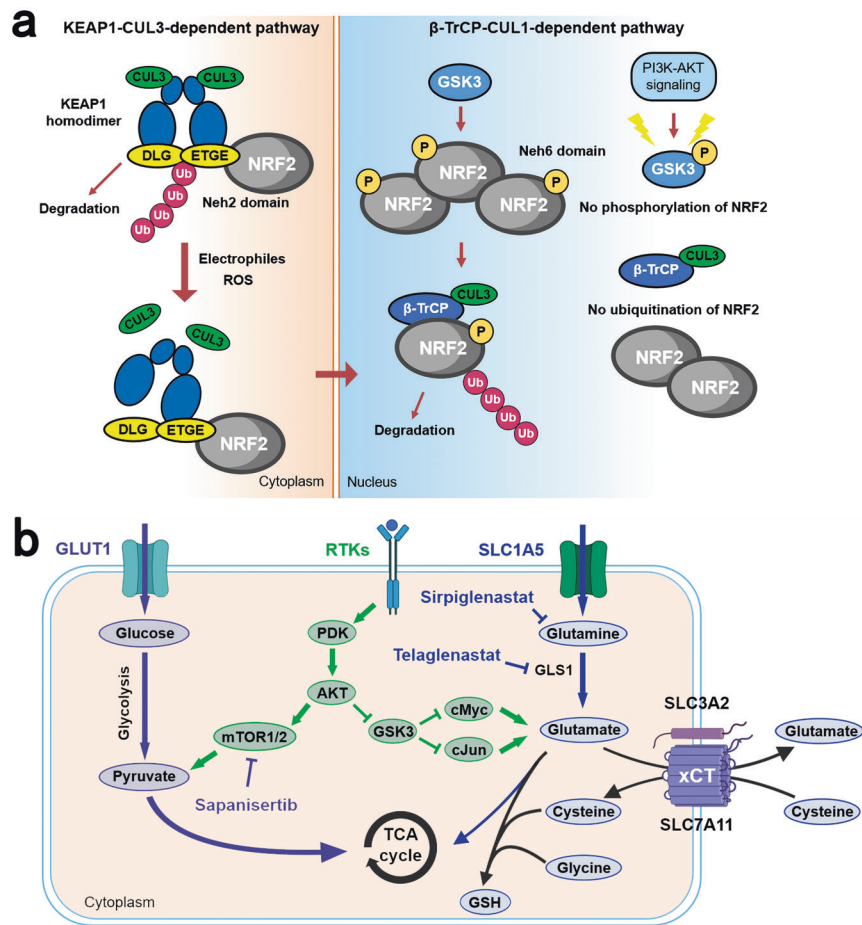 a
KEAP1-CUL3-dependent pathway
β-TrCP-CUL1-dependent pathway
CUL3
CUL3
KEAP1
homodimer
DLG
ETGE
NRF2
Ub
Ub
Ub
Ub
Degradation
Neh2 domain
Electrophiles
ROS
CUL3
CUL3
DLG
ETGE
NRF2
Cytoplasm
Nucleus
GSK3
P
Neh6 domain
P
NRF2
P
NRF2
NRF2
β-TrCP
CUL3
P
NRF2
Ub
Ub
Ub
Ub
Degradation
PI3K-AKT
signaling
P
GSK3
No phosphorylation of NRF2
CUL3
β-TrCP
No ubiquitination of NRF2
NRF2
NRF2
b
GLUT1
RTKs
SLC1A5
Sirpiglenastat
Glucose
PDK
Glutamine
Telaglenastat
GLS1
Glycolysis
AKT
cMyc
SLC3A2
mTOR1/2
GSK3
Glutamate
Glutamate
cJun
Pyruvate
xCT
Sapanisertib
Cysteine
Cysteine
SLC7A11
TCA
cycle
Glycine
GSH
Cytoplasm